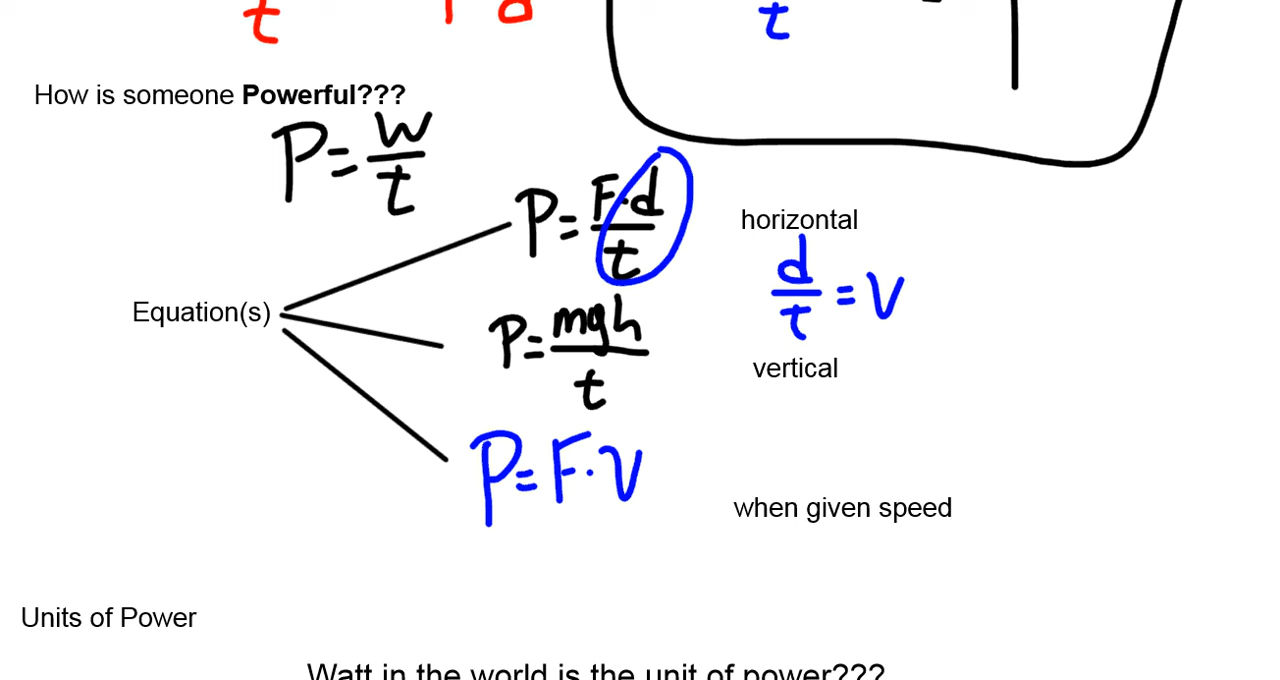 t t
How is someone Powerful???
P = W/t
P = F·d/t horizontal
d/t = V
Equation(s)
P = mgh/t vertical
P = F·V
when given speed
Units of Power
Watt in the world is the unit of power???